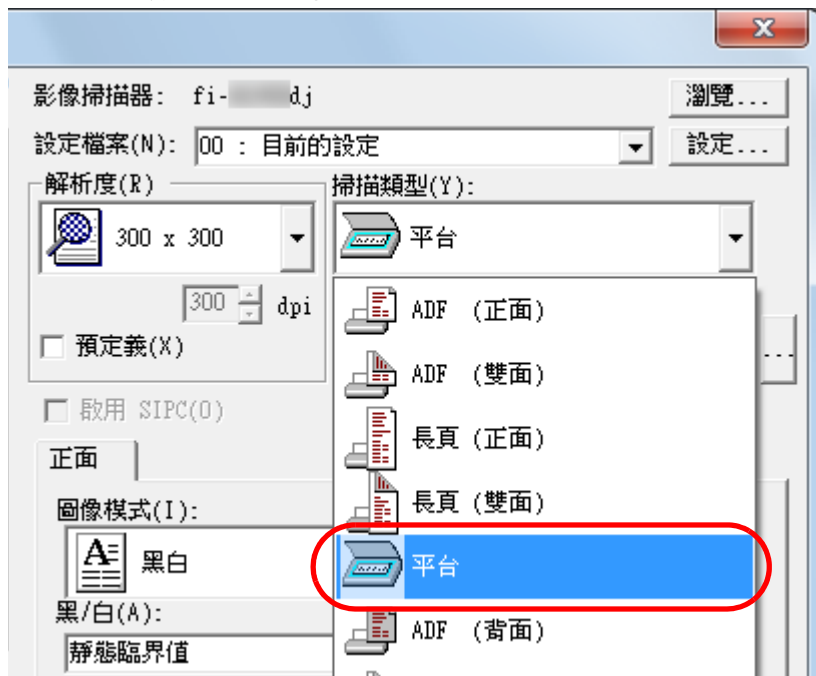 影像掃描器: fi-    dj
瀏覽...
設定檔案(N): 00 : 目前的設定
設定...
解析度(R)
掃描類型(Y):
300 x 300
平台
300 dpi
預定義(X)
...
啟用 SIPC(O)
ADF (正面)
ADF (雙面)
長頁 (正面)
長頁 (雙面)
平台
ADF (背面)
正面
圖像模式(I):
黑白
黑/白(A):
靜態臨界值